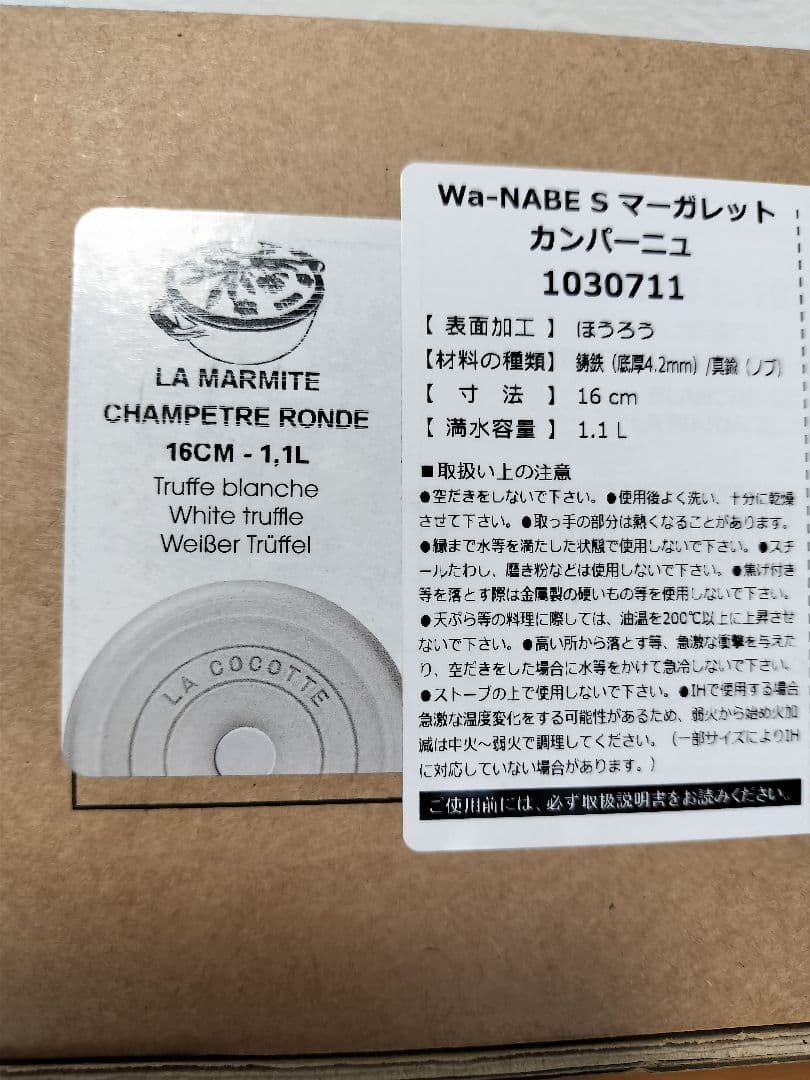 LA MARMITE
CHAMPETRE RONDE
16CM - 1,1L
Truffe blanche
White truffle
Weißer Trüffel
LA COCOTTE
Wa-NABE S マーガレット
カンパーニュ
1030711
【 表面加工 】 ほうろう
【材料の種類】 鋳鉄（底厚4.2mm）/真鍮（ノブ）
【 寸 法 】 16 cm
【 満水容量 】 1.1 L
■取扱い上の注意
●空だきをしないで下さい。●使用後よく洗い、十分に乾燥
させて下さい。●取っ手の部分は熱くなることがあります。
●縁まで水等を満たした状態で使用しないで下さい。●スチ
ールたわし、磨き粉などは使用しないで下さい。●焦げ付き
等を落とす際は金属製の硬いもの等を使用しないで下さい。
●天ぷら等の料理に際しては、油温を200℃以上に上昇させ
ないで下さい。●高い所から落とす等、急激な衝撃を与えた
り、空だきをした場合に水等をかけて急冷しないで下さい。
●ストーブの上で使用しないで下さい。●IHで使用する場合
急激な温度変化をする可能性があるため、弱火から始め火加
減は中火～弱火で調理してください。（一部サイズによりIH
に対応していない場合があります。）
ご使用前には、必ず取扱説明書をお読みください。